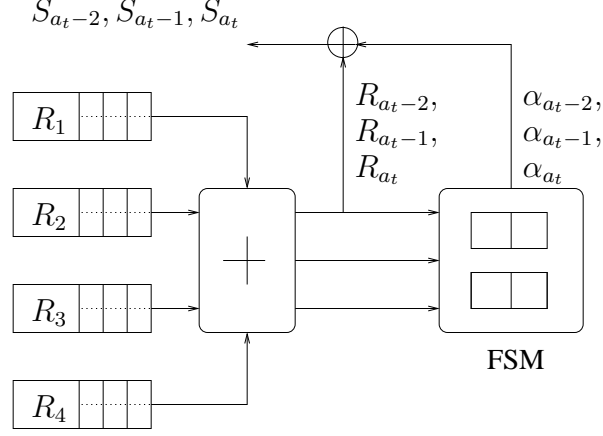 S_{a_t-2}, S_{a_t-1}, S_{a_t}
R_1
R_{a_t-2},
R_{a_t-1},
R_{a_t}
α_{a_t-2},
α_{a_t-1},
α_{a_t}
R_2
R_3
R_4
FSM